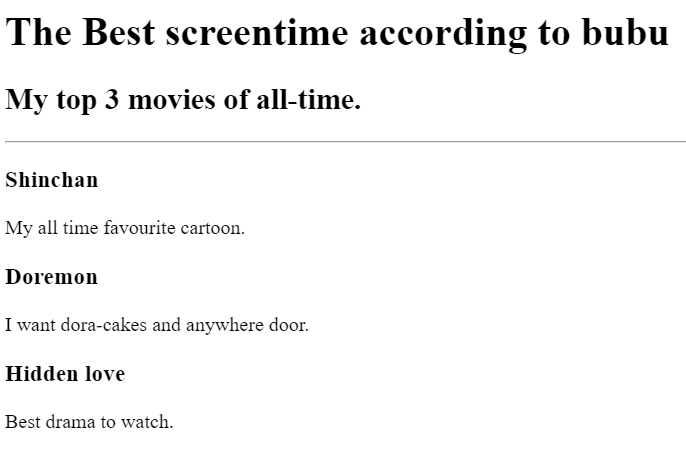 The Best screentime according to bubu
My top 3 movies of all-time.
Shinchan
My all time favourite cartoon.
Doremon
I want dora-cakes and anywhere door.
Hidden love
Best drama to watch.